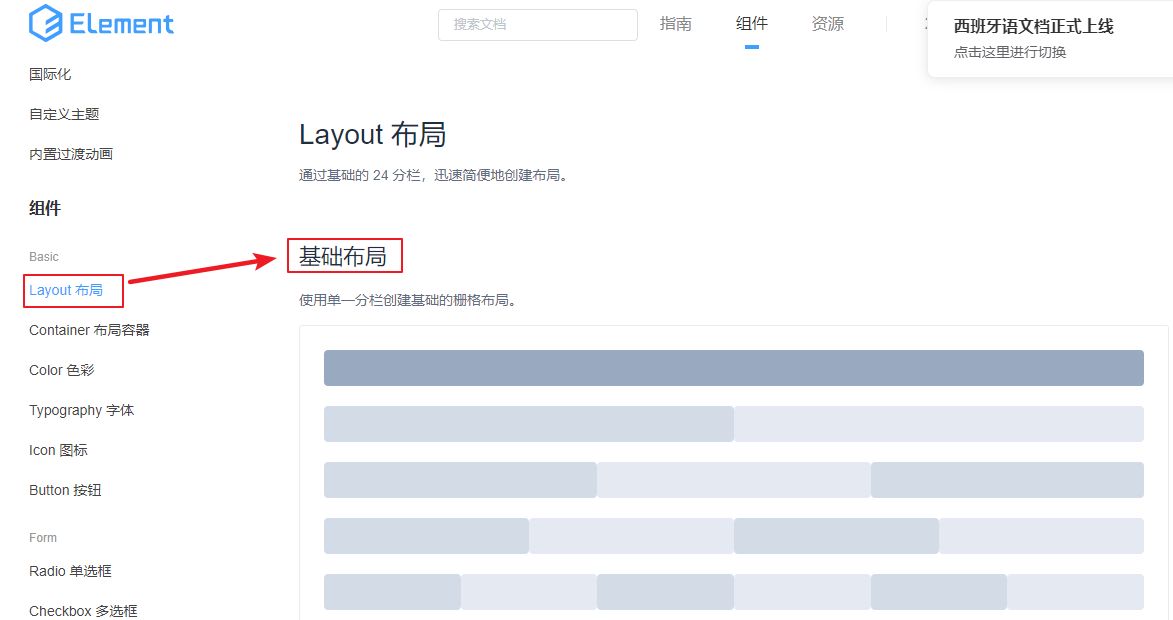 Element
搜索文档
指南
组件
资源
西班牙语文档正式上线
点击这里进行切换
国际化
自定义主题
内置过渡动画
组件
Basic
Layout 布局
Container 布局容器
Color 色彩
Typography 字体
Icon 图标
Button 按钮
Form
Radio 单选框
Checkbox 多选框
Layout 布局
通过基础的 24 分栏，迅速简便地创建布局。
基础布局
使用单一分栏创建基础的栅格布局。